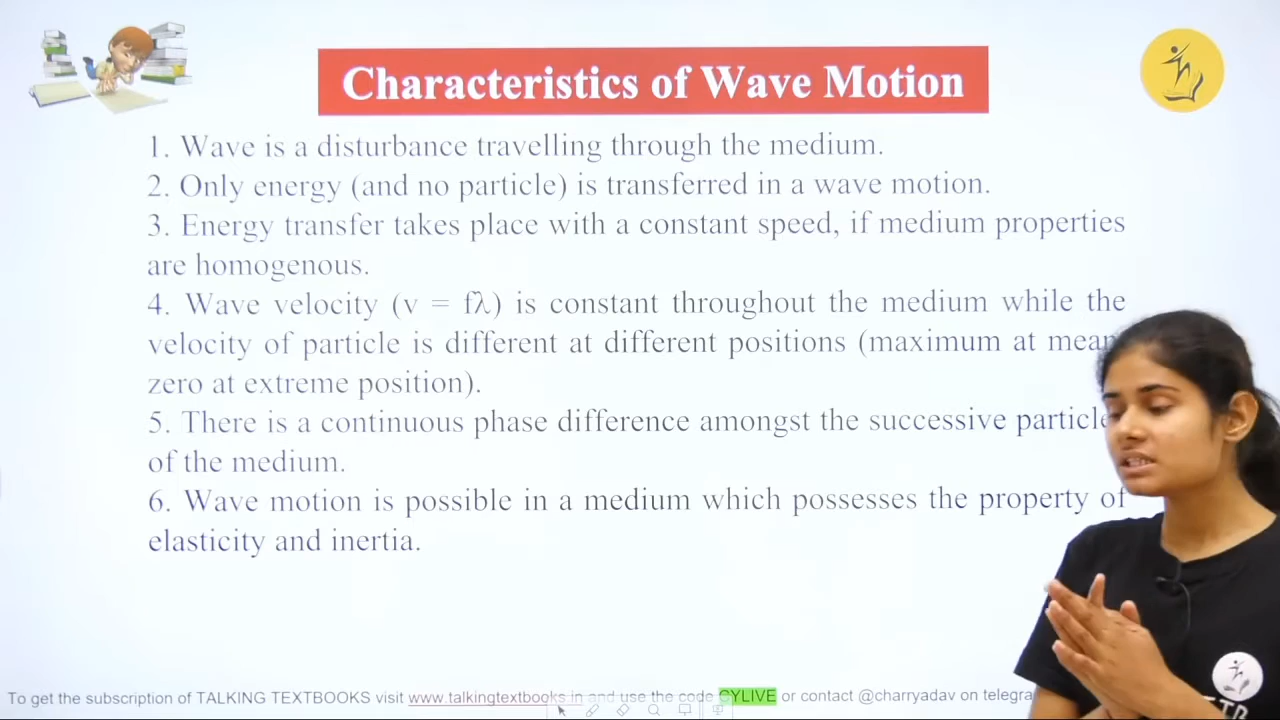 Characteristics of Wave Motion
1. Wave is a disturbance travelling through the medium.
2. Only energy (and no particle) is transferred in a wave motion.
3. Energy transfer takes place with a constant speed, if medium properties
are homogenous.
4. Wave velocity (v = fλ) is constant throughout the medium while the
velocity of particle is different at different positions (maximum at mean
zero at extreme position).
5. There is a continuous phase difference amongst the successive particle
of the medium.
6. Wave motion is possible in a medium which possesses the property of
elasticity and inertia.
To get the subscription of TALKING TEXTBOOKS visit www.talkingtextbooks.in and use the code CYLIVE or contact @charryadav on telegra